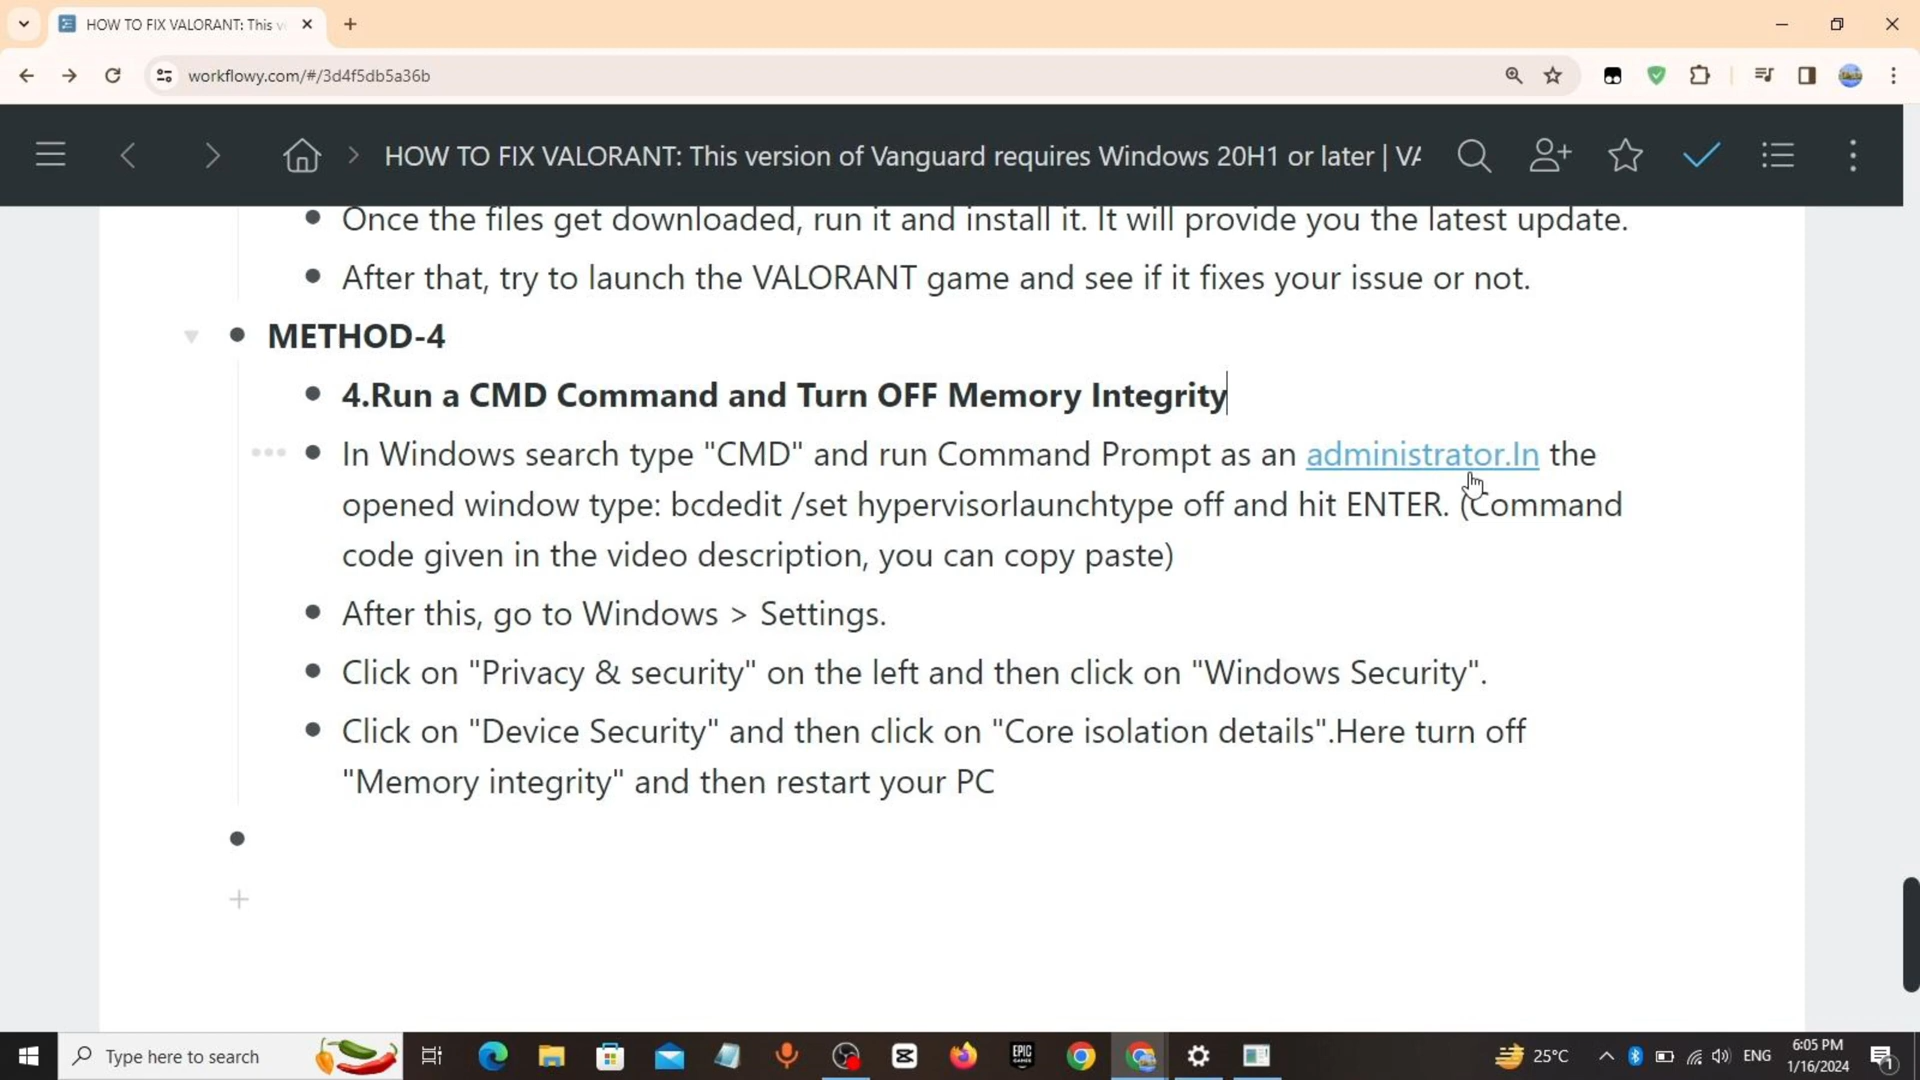 HOW TO FIX VALORANT: This v
workflowy.com/#/3d4f5db5a36b
HOW TO FIX VALORANT: This version of Vanguard requires Windows 20H1 or later | VA
Once the files get downloaded, run it and install it. It will provide you the latest update.
After that, try to launch the VALORANT game and see if it fixes your issue or not.
METHOD-4
4.Run a CMD Command and Turn OFF Memory Integrity
In Windows search type "CMD" and run Command Prompt as an administrator.In the
opened window type: bcdedit /set hypervisorlaunchtype off and hit ENTER. (Command
code given in the video description, you can copy paste)
After this, go to Windows > Settings.
Click on "Privacy & security" on the left and then click on "Windows Security".
Click on "Device Security" and then click on "Core isolation details".Here turn off
"Memory integrity" and then restart your PC
Type here to search
EPIC
GAMES
25°C
ENG
6:05 PM
1/16/2024
1